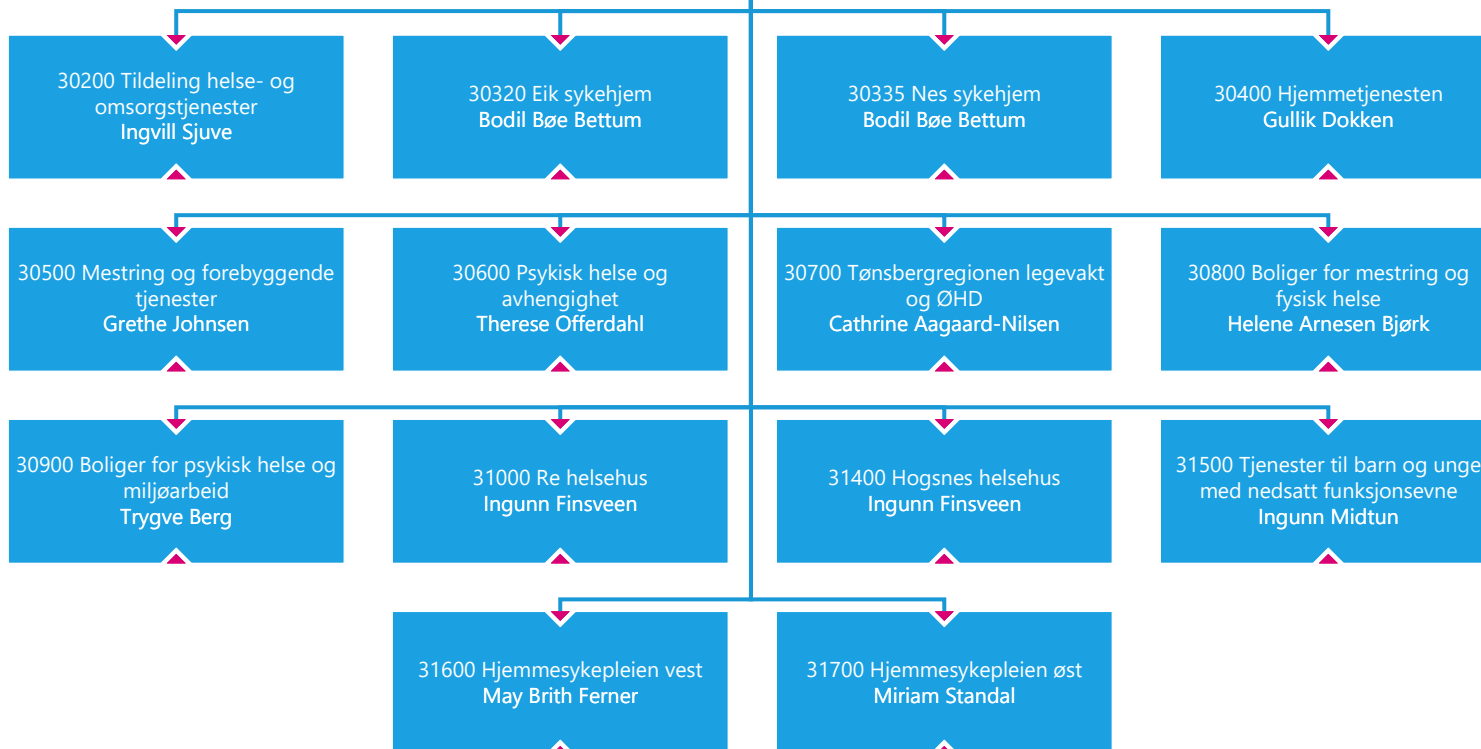 30200 Tildeling helse- og
omsorgstjenester
Ingvill Sjuve
30320 Eik sykehjem
Bodil Bøe Bettum
30335 Nes sykehjem
Bodil Bøe Bettum
30400 Hjemmetjenesten
Gullik Dokken
30500 Mestring og forebyggende
tjenester
Grethe Johnsen
30600 Psykisk helse og
avhengighet
Therese Offerdahl
30700 Tønsbergregionen legevakt
og ØHD
Cathrine Aagaard-Nilsen
30800 Boliger for mestring og
fysisk helse
Helene Arnesen Bjørk
30900 Boliger for psykisk helse og
miljøarbeid
Trygve Berg
31000 Re helsehus
Ingunn Finsveen
31400 Hogsnes helsehus
Ingunn Finsveen
31500 Tjenester til barn og unge
med nedsatt funksjonsevne
Ingunn Midtun
31600 Hjemmesykepleien vest
May Brith Ferner
31700 Hjemmesykepleien øst
Miriam Standal